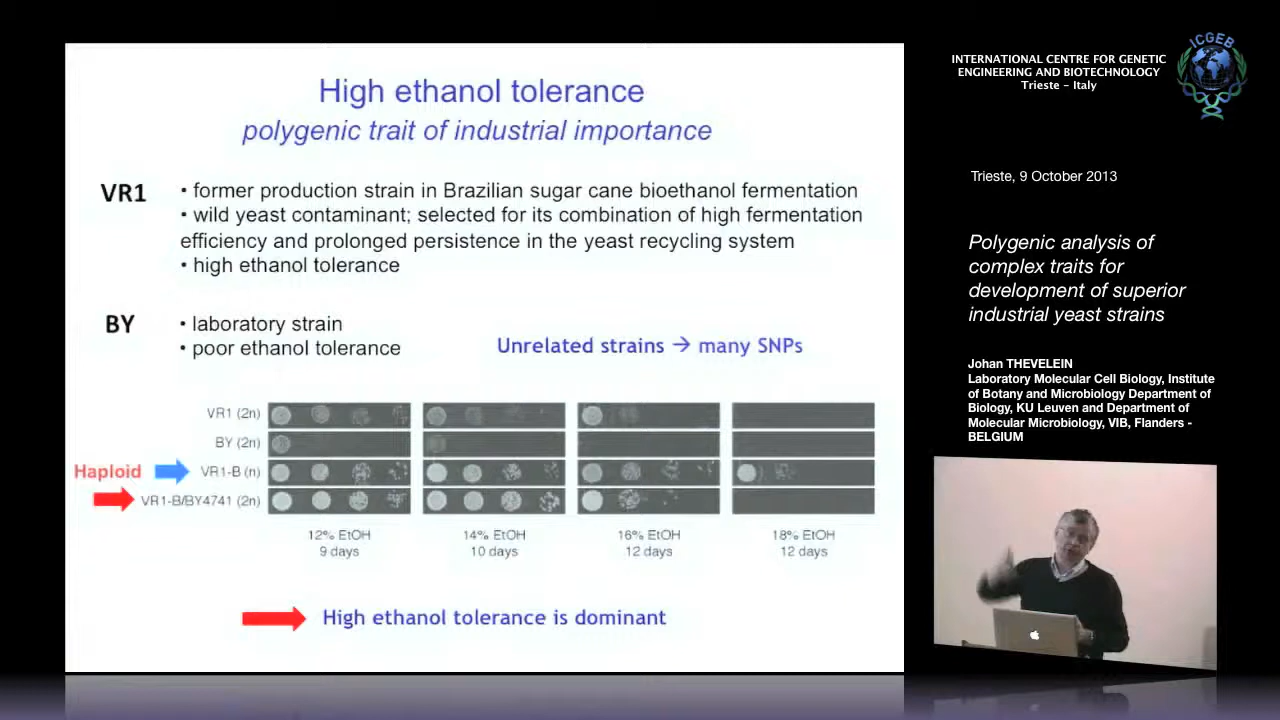 High ethanol tolerance
polygenic trait of industrial importance
VR1
• former production strain in Brazilian sugar cane bioethanol fermentation
• wild yeast contaminant; selected for its combination of high fermentation
efficiency and prolonged persistence in the yeast recycling system
• high ethanol tolerance
BY
• laboratory strain
• poor ethanol tolerance
Unrelated strains → many SNPs
VR1 (2n)
BY (2n)
Haploid
VR1-B (n)
VR1-B/BY4741 (2n)
12% EtOH
9 days
14% EtOH
10 days
16% EtOH
12 days
18% EtOH
12 days
High ethanol tolerance is dominant
INTERNATIONAL CENTRE FOR GENETIC
ENGINEERING AND BIOTECHNOLOGY
Trieste - Italy
ICGEB
Trieste, 9 October 2013
Polygenic analysis of
complex traits for
development of superior
industrial yeast strains
Johan THEVELEIN
Laboratory Molecular Cell Biology, Institute
of Botany and Microbiology Department of
Biology, KU Leuven and Department of
Molecular Microbiology, VIB, Flanders -
BELGIUM